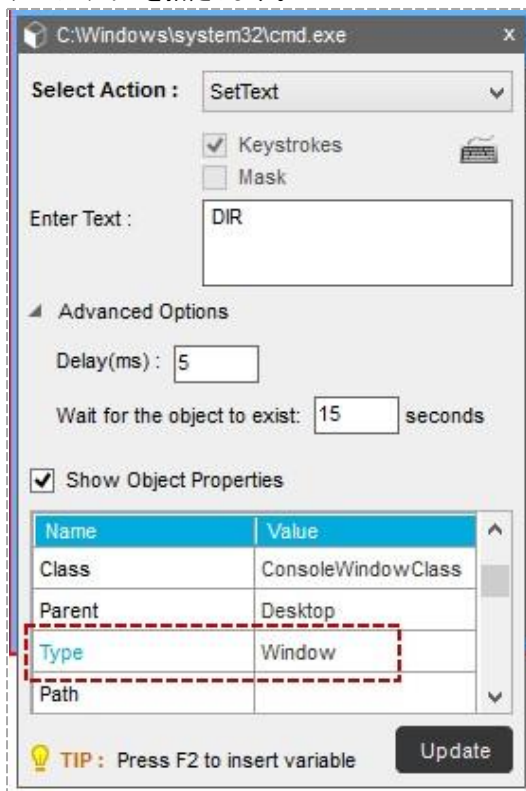 C:\Windows\system32\cmd.exe x
Select Action : SetText
Keystrokes
Mask
Enter Text : DIR
Advanced Options
Delay(ms) : 5
Wait for the object to exist: 15 seconds
Show Object Properties
Name Value
Class ConsoleWindowClass
Parent Desktop
Type Window
Path
TIP : Press F2 to insert variable Update